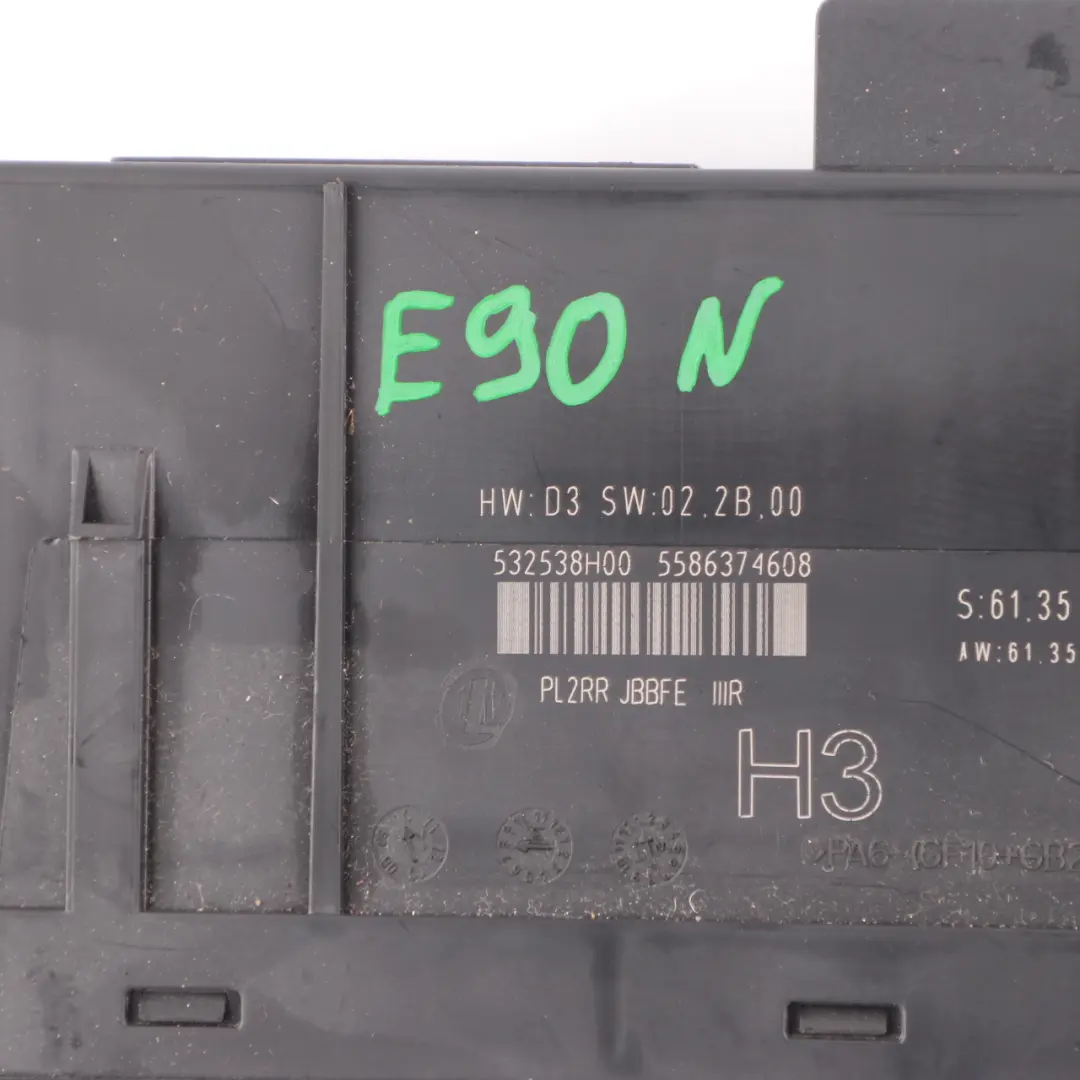 E90 N
HW: D3 SW:02.2B.00
532538H00 5586374608
S:61.35
AW:61.35
PL2RR JBBFE IIIR
H3